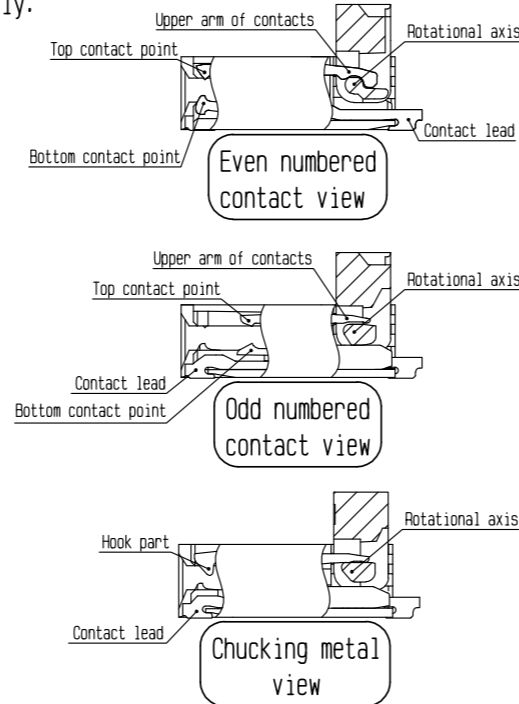 ly.
Upper arm of contacts
Top contact point
Rotational axis
Contact lead
Bottom contact point
Even numbered
contact view
Upper arm of contacts
Top contact point
Rotational axis
Contact lead
Bottom contact point
Odd numbered
contact view
Hook part
Rotational axis
Contact lead
Chucking metal
view